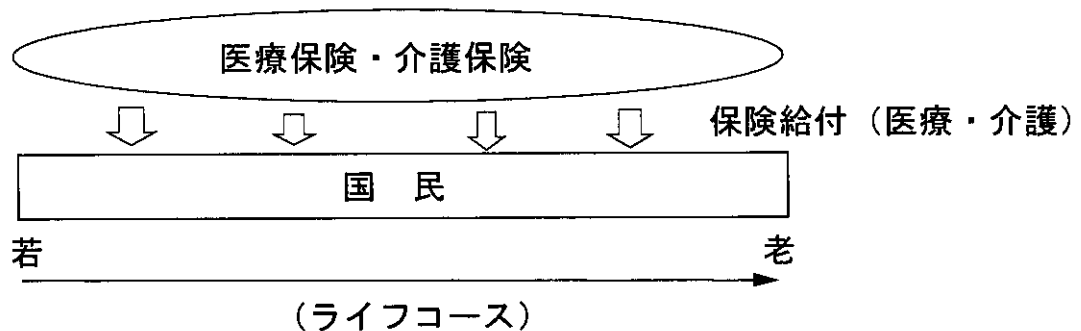 医療保険・介護保険
保険給付（医療・介護）
国　民
若
老
（ライフコース）